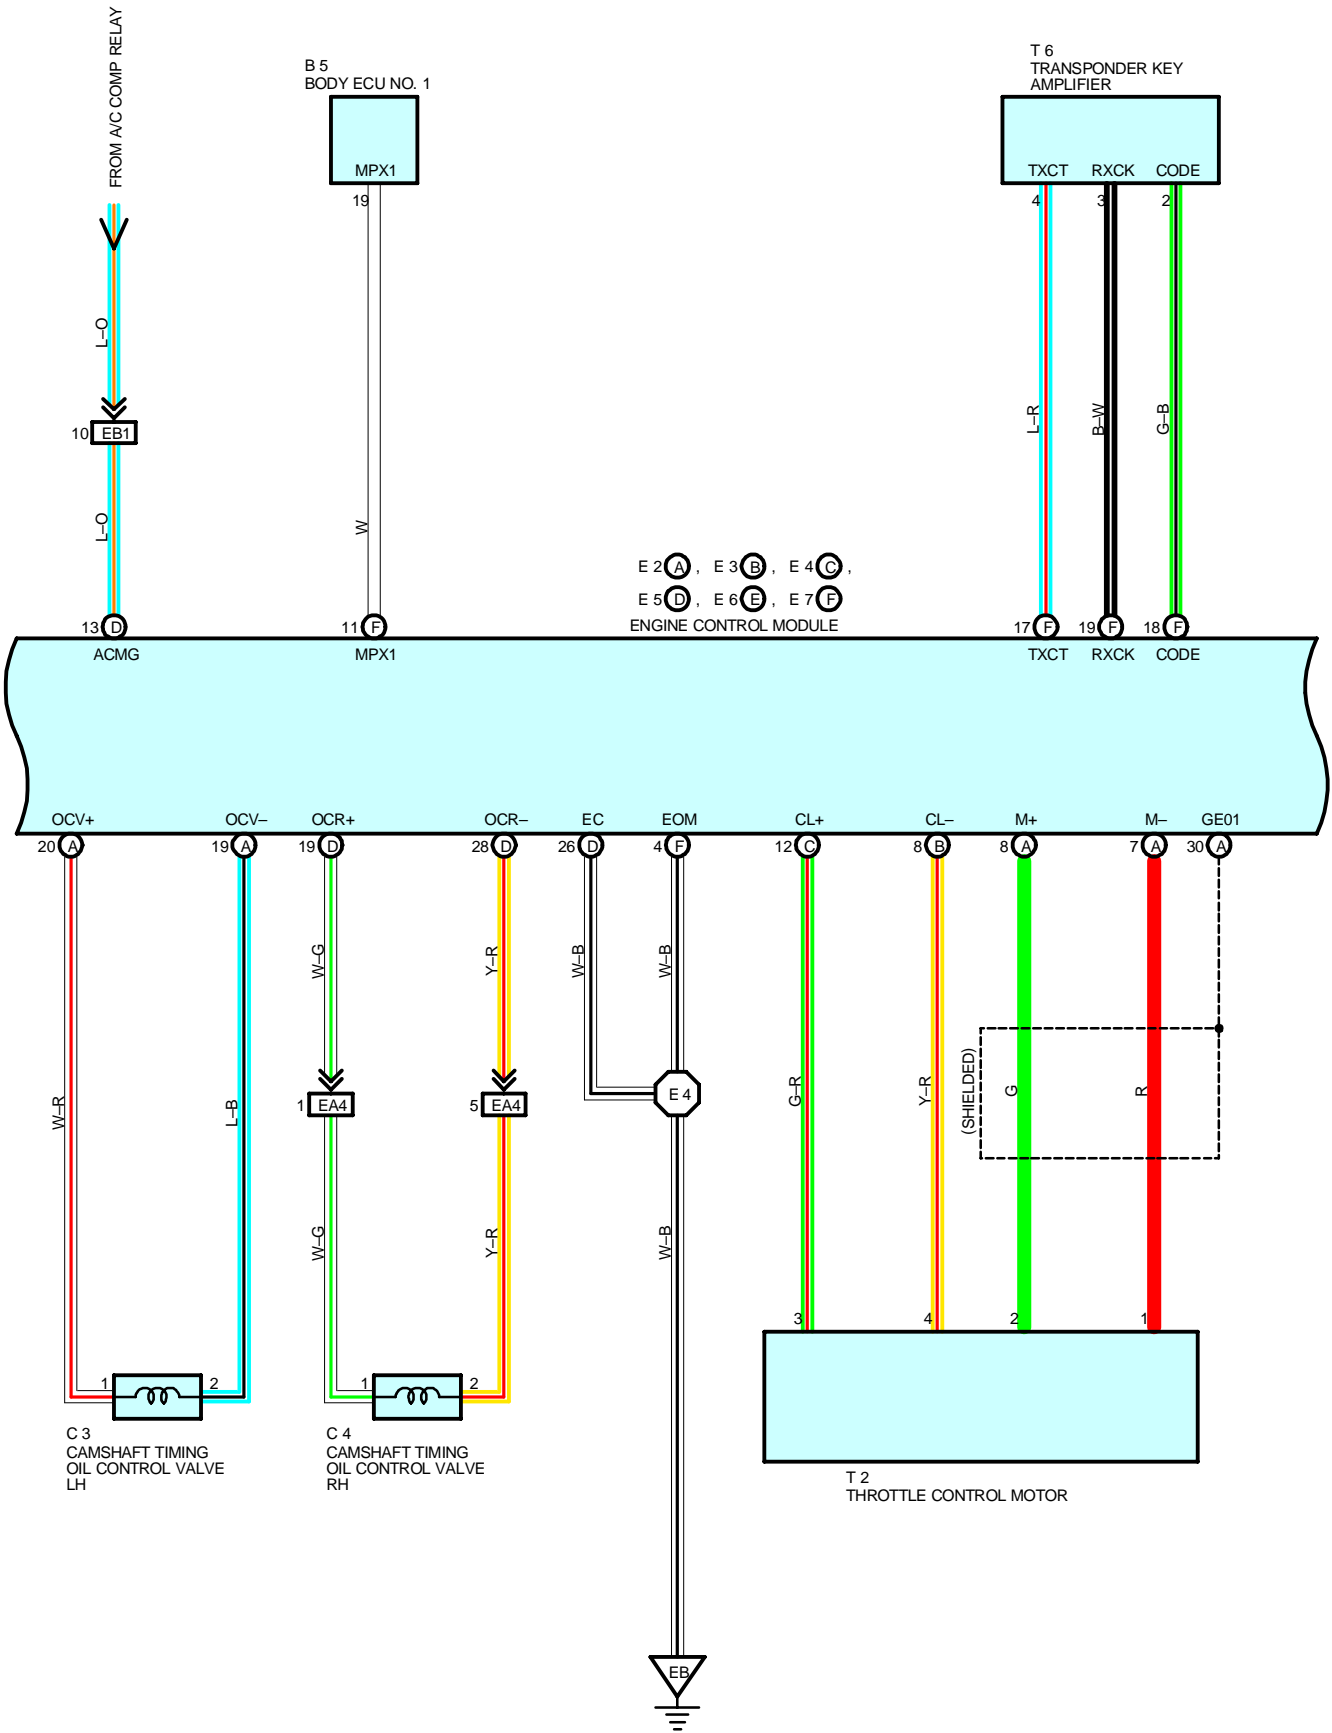 FROM A/C COMP RELAY
B 5
BODY ECU NO. 1
T 6
TRANSPONDER KEY
AMPLIFIER
MPX1
TXCT RXCK CODE
19
4 3 2
L–O
L–R
B–W
G–B
10 EB1
L–O
W
E 2 A , E 3 B , E 4 C ,
E 5 D , E 6 E , E 7 F
ENGINE CONTROL MODULE
13 D 11 F 17 F 19 F 18 F
ACMG MPX1 TXCT RXCK CODE
OCV+ OCV– OCR+ OCR– EC EOM CL+ CL– M+ M– GE01
20 A 19 A 19 D 28 D 26 D 4 F 12 C 8 B 8 A 7 A 30 A
W–G
Y–R
W–B
W–B
W–R
L–B
1 EA4
5 EA4
E 4
G–R
Y–R
(SHIELDED)
G
R
W–G
Y–R
W–B
3 4 2 1
1 2 1 2
C 3
CAMSHAFT TIMING
OIL CONTROL VALVE
LH
C 4
CAMSHAFT TIMING
OIL CONTROL VALVE
RH
T 2
THROTTLE CONTROL MOTOR
EB